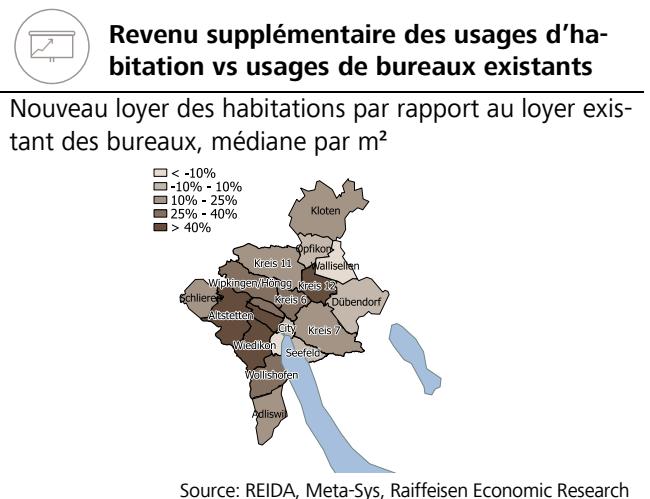 Revenu supplémentaire des usages d'ha-
bitation vs usages de bureaux existants
Nouveau loyer des habitations par rapport au loyer exis-
tant des bureaux, médiane par m²
< -10%
-10% - 10%
10% - 25%
25% - 40%
> 40%
Kloten
Opfikon
Wallisellen
Kreis 11
Wipkingen/Höngg
Kreis 12
Schlieren
Kreis 6
Dübendorf
Altstetten
City
Kreis 7
Wiedikon
Seefeld
Wollishofen
Adliswil
Source: REIDA, Meta-Sys, Raiffeisen Economic Research